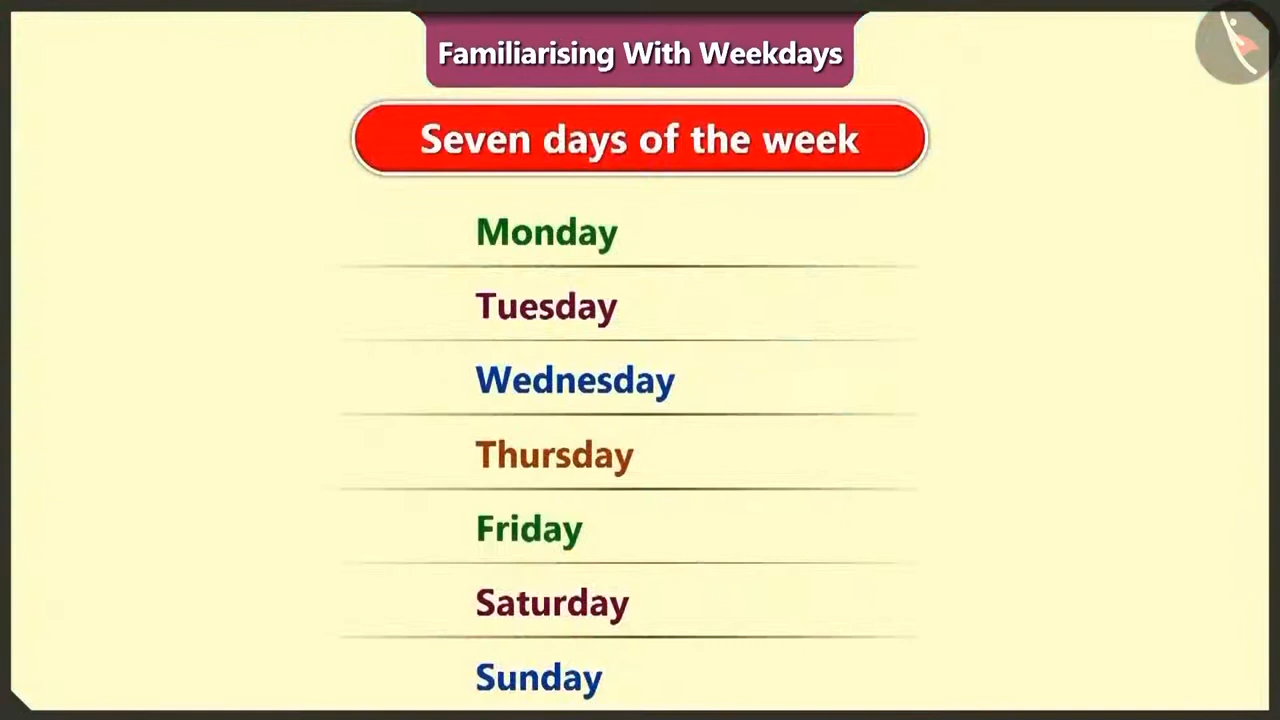 Familiarising With Weekdays
Seven days of the week
Monday
Tuesday
Wednesday
Thursday
Friday
Saturday
Sunday